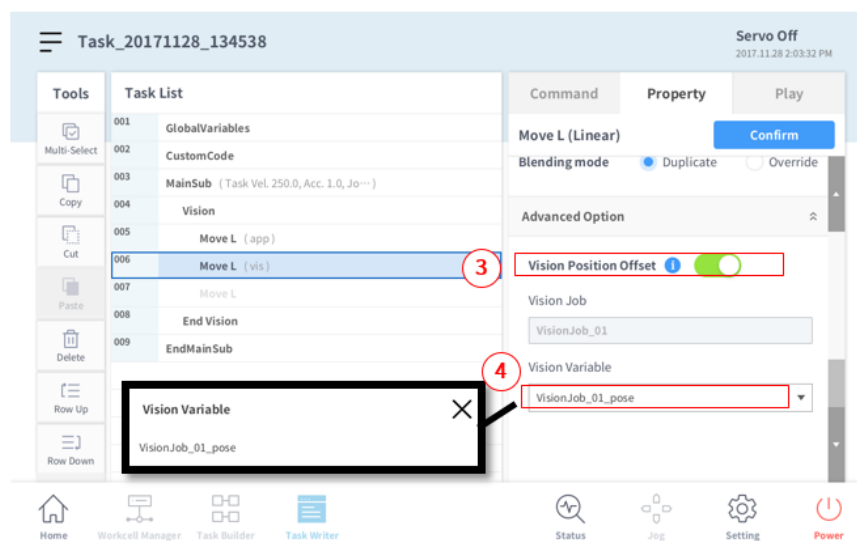 Task_20171128_134538
Servo Off
2017.11.28 2:03:32 PM
Tools
Task List
Command
Property
Play
Multi-Select
Copy
Cut
Paste
Delete
Row Up
Row Down
001 GlobalVariables
002 CustomCode
003 MainSub (Task Vel. 250.0, Acc. 1.0, Jo···)
004 Vision
005 Move L (app)
006 Move L (vis)
007 Move L
008 End Vision
009 EndMainSub
Move L (Linear)
Confirm
Blending mode Duplicate Override
Advanced Option
3
Vision Position Offset i
Vision Job
VisionJob_01
Vision Variable
4
VisionJob_01_pose
Vision Variable
VisionJob_01_pose
Home
Workcell Manager
Task Builder
Task Writer
Status
Jog
Setting
Power